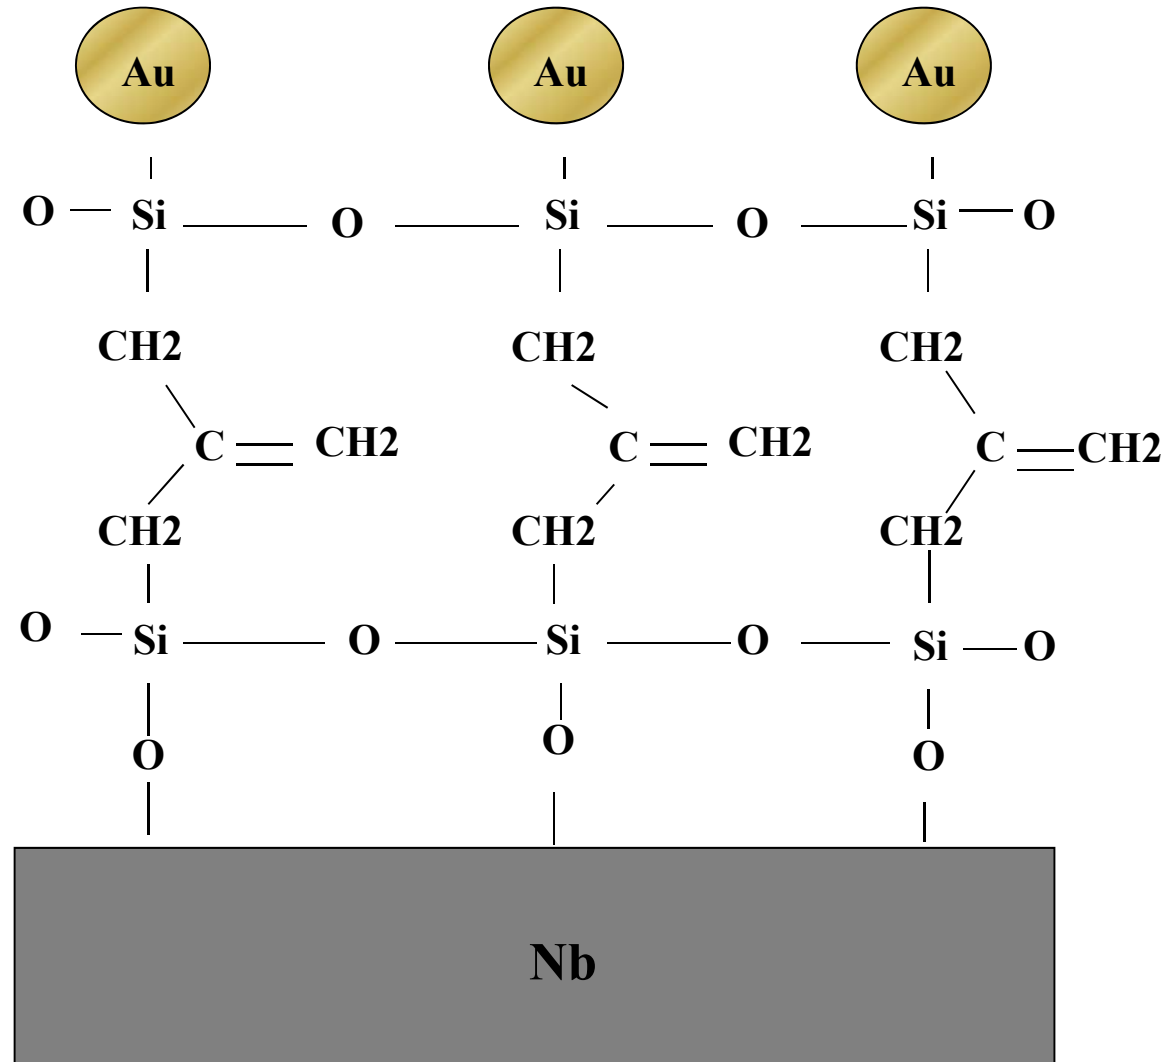 Au Au Au
O Si O Si O Si O
CH2 CH2 CH2
C CH2 C CH2 C CH2
CH2 CH2 CH2
O Si O Si O Si O
O O O
Nb